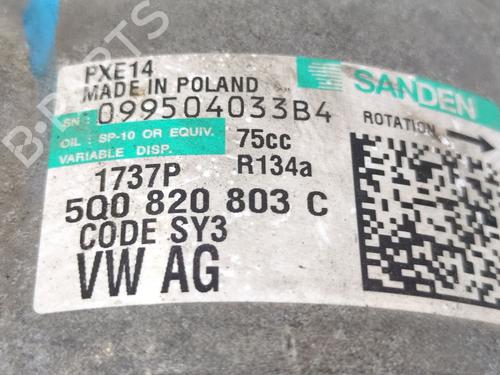 B-PARTS
PXE14
MADE IN POLAND
SANDEN
SN: 099504033B4
ROTATION
OIL: SP-10 OR EQUIV. 75cc
VARIABLE DISP. R134a
1737P
5Q0 820 803 C
CODE SY3
VW AG